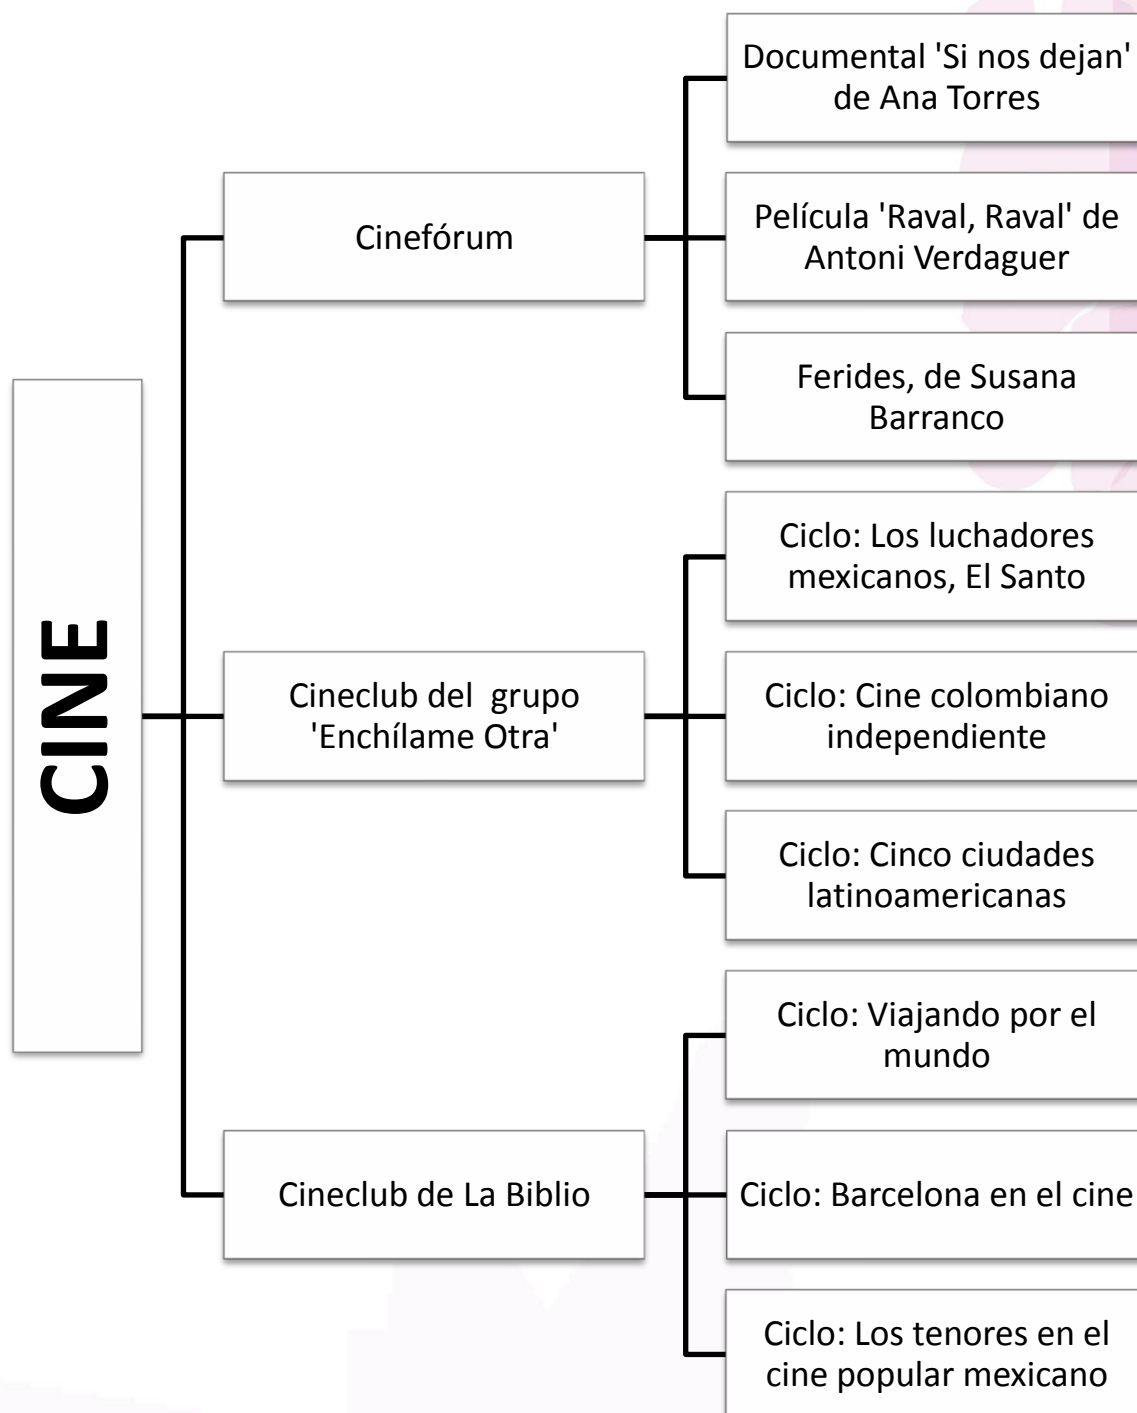 CINE
Cinefórum
Documental 'Si nos dejan'
de Ana Torres
Película 'Raval, Raval' de
Antoni Verdaguer
Ferides, de Susana
Barranco
Cineclub del  grupo
'Enchílame Otra'
Ciclo: Los luchadores
mexicanos, El Santo
Ciclo: Cine colombiano
independiente
Ciclo: Cinco ciudades
latinoamericanas
Cineclub de La Biblio
Ciclo: Viajando por el
mundo
Ciclo: Barcelona en el cine
Ciclo: Los tenores en el
cine popular mexicano